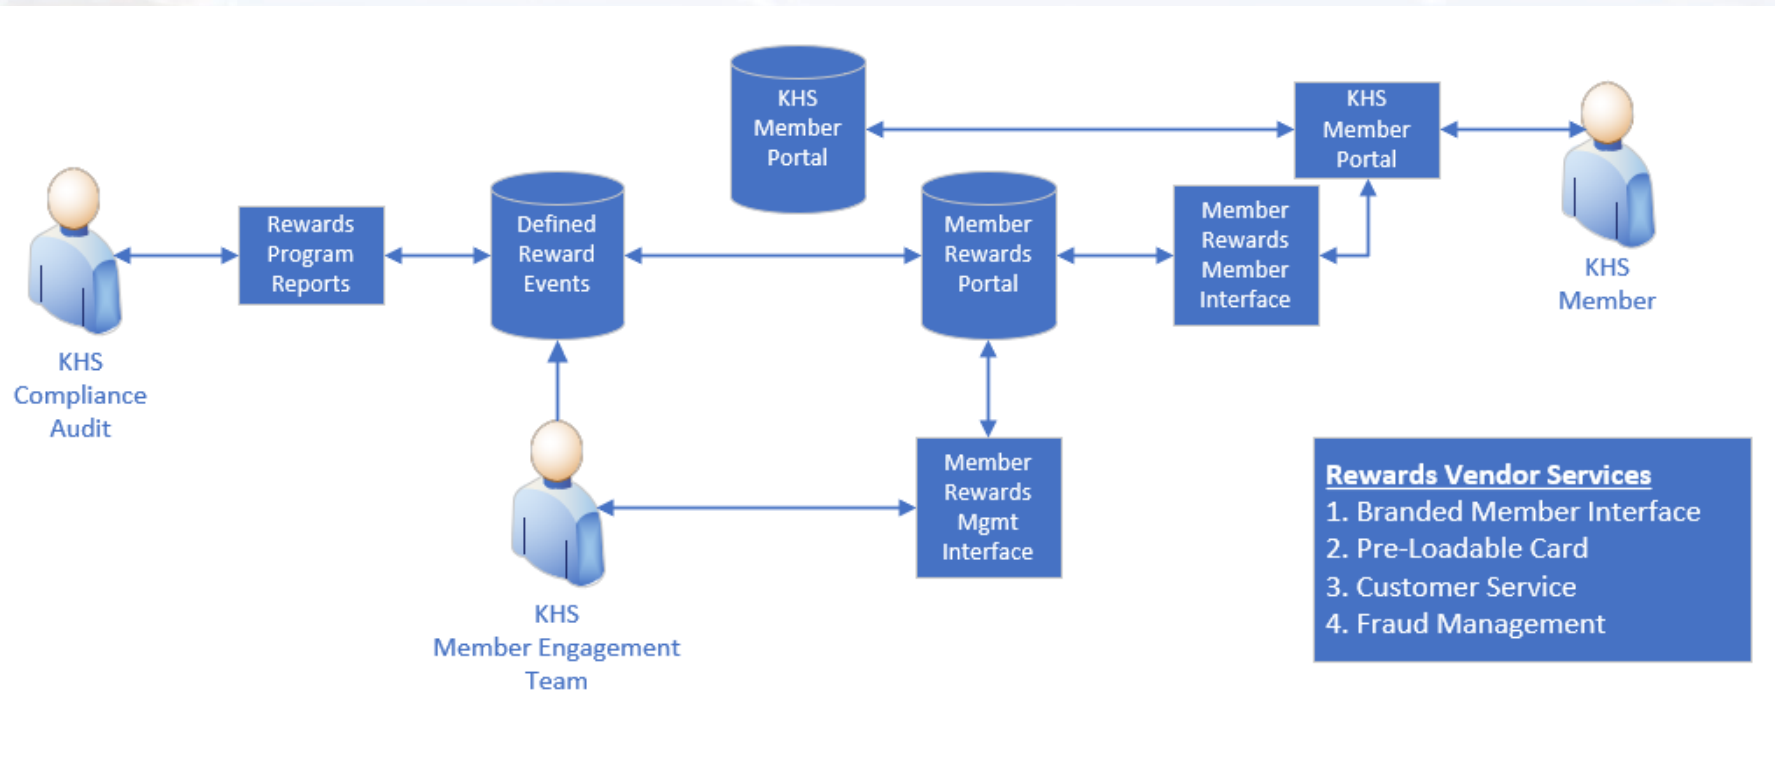 KHS
Member
Portal
KHS
Member
Portal
KHS
Member
Rewards
Program
Reports
Defined
Reward
Events
Member
Rewards
Portal
Member
Rewards
Member
Interface
KHS
Compliance
Audit
KHS
Member Engagement
Team
Member
Rewards
Mgmt
Interface
Rewards Vendor Services
1. Branded Member Interface
2. Pre-Loadable Card
3. Customer Service
4. Fraud Management